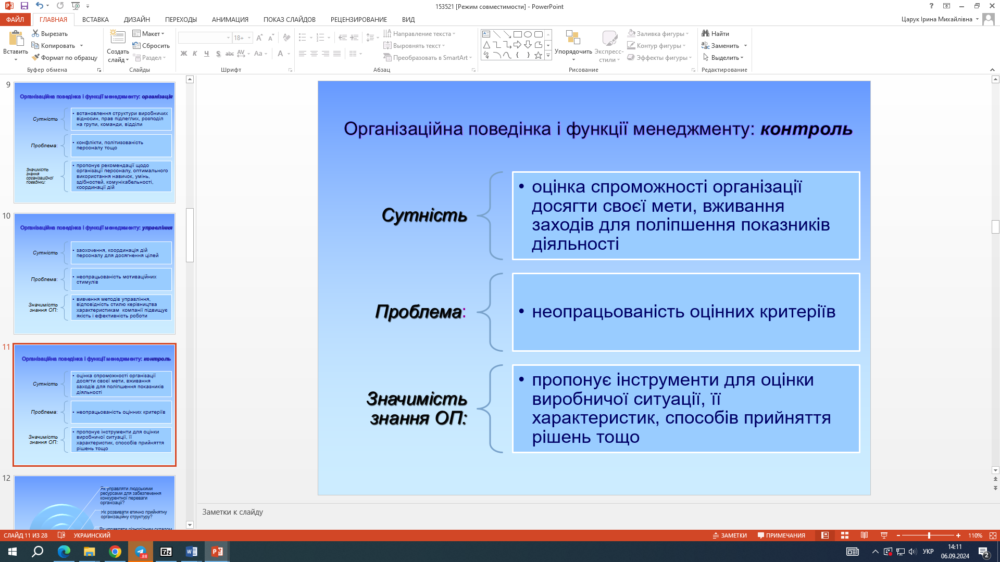 153521 [Режим совместимости] - PowerPoint
ФАЙЛ ГЛАВНАЯ ВСТАВКА ДИЗАЙН ПЕРЕХОДЫ АНИМАЦИЯ ПОКАЗ СЛАЙДОВ РЕЦЕНЗИРОВАНИЕ ВИД
Царук Ірина Михайлівна
Вставить
Вырезать
Копировать
Формат по образцу
Буфер обмена
Создать слайд
Макет
Сбросить
Раздел
Слайды
18+
Ж К Ч S abc AV Aa A
Шрифт
Направление текста
Выровнять текст
Преобразовать в SmartArt
Абзац
Упорядочить
Экспресс-стили
Заливка фигуры
Контур фигуры
Эффекты фигуры
Рисование
Найти
Заменить
Выделить
Редактирование
9
Організаційна поведінка і функції менеджменту: організація
Сутність
• встановлення структури виробничих
відносин, прав підлеглих, розподіл
на групи, команди, відділи
Проблема:
• конфлікти, політизованість
персоналу тощо
Значимість
знання
організаційної
поведінки:
• пропонує рекомендації щодо
організації персоналу, оптимального
використання навичок, умінь,
здібностей, комунікабельності,
координації дій
10
Організаційна поведінка і функції менеджменту: управління
Сутність
• заохочення, координація дій
персоналу для досягнення цілей
Проблема:
• неопрацьованість мотиваційних
стимулів
Значимість
знання ОП:
• вивчення методів управління,
відповідність стилю керівництва
характеристикам компанії підвищує
якість і ефективність роботи
11
Організаційна поведінка і функції менеджменту: контроль
Сутність
• оцінка спроможності організації
досягти своєї мети, вживання
заходів для поліпшення показників
діяльності
Проблема:
• неопрацьованість оцінних критеріїв
Значимість
знання ОП:
• пропонує інструменти для оцінки
виробничої ситуації, її
характеристик, способів прийняття
рішень тощо
12
Як управляти людськими
ресурсами для забезпечення
конкурентної переваги
організації?
Як розвивати етично прийнятну
організаційну структуру?
Як управляти різнорідним складом
Організаційна поведінка і функції менеджменту: контроль
Сутність
• оцінка спроможності організації
досягти своєї мети, вживання
заходів для поліпшення показників
діяльності
Проблема:
• неопрацьованість оцінних критеріїв
Значимість
знання ОП:
• пропонує інструменти для оцінки
виробничої ситуації, її
характеристик, способів прийняття
рішень тощо
Заметки к слайду
СЛАЙД 11 ИЗ 28 УКРАИНСКИЙ ЗАМЕТКИ ПРИМЕЧАНИЯ 110%
.88
7z
УКР
14:11
06.09.2024
2